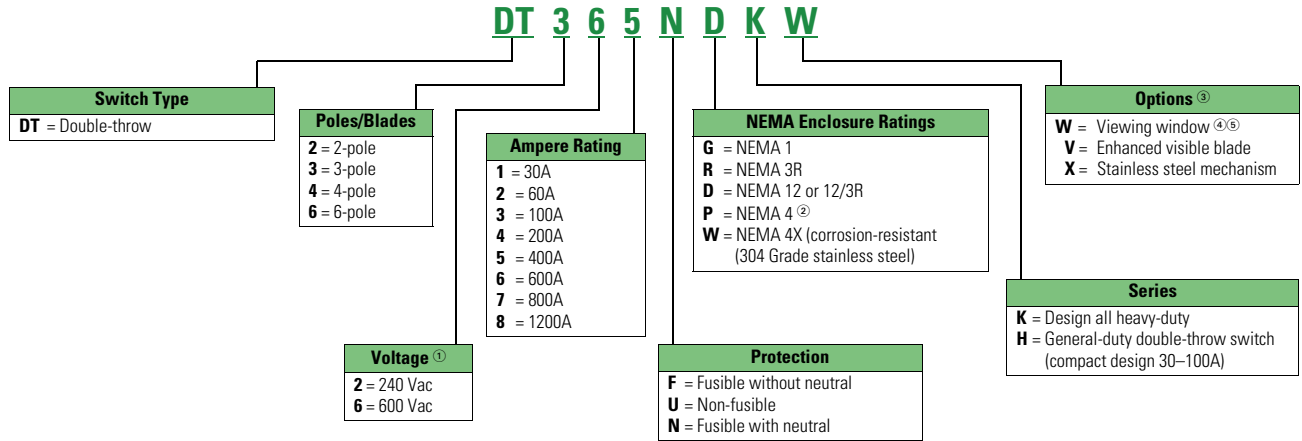 DT 3 6 5 N D K W
Switch Type
DT = Double-throw
Poles/Blades
2 = 2-pole
3 = 3-pole
4 = 4-pole
6 = 6-pole
Voltage ①
2 = 240 Vac
6 = 600 Vac
Ampere Rating
1 = 30A
2 = 60A
3 = 100A
4 = 200A
5 = 400A
6 = 600A
7 = 800A
8 = 1200A
Protection
F = Fusible without neutral
U = Non-fusible
N = Fusible with neutral
NEMA Enclosure Ratings
G = NEMA 1
R = NEMA 3R
D = NEMA 12 or 12/3R
P = NEMA 4 ②
W = NEMA 4X (corrosion-resistant
(304 Grade stainless steel)
Series
K = Design all heavy-duty
H = General-duty double-throw switch
(compact design 30–100A)
Options ③
W = Viewing window ④⑤
V = Enhanced visible blade
X = Stainless steel mechanism